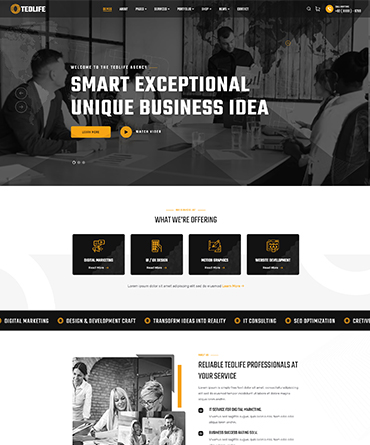 TEDLIFE
HOME ABOUT PAGES SERVICES PORTFOLIO SHOP NEWS CONTACT
WELCOME TO THE TEDLIFE AGENCY
SMART EXCEPTIONAL
UNIQUE BUSINESS IDEA
LEARN MORE
WATCH VIDEO
WHAT WE'RE OFFERING
DIGITAL MARKETING
UI / UX DESIGN
MOTION GRAPHICS
WEBSITE DEVELOPMENT
Read More
Read More
Read More
Read More
Lorem ipsum dolor sit amet adipiscing elit sed do eiusmod Learn More
DIGITAL MARKETING
DESIGN & DEVELOPMENT CRAFT
TRANSFORM IDEAS INTO REALITY
IT CONSULTING
SEO OPTIMIZATION
CRETIV
RELIABLE TEDLIFE PROFESSIONALS AT
YOUR SERVICE
IT SERVICE FOR DIGITAL MARKETING.
BUSINESS SUCCESS RATING ROLL